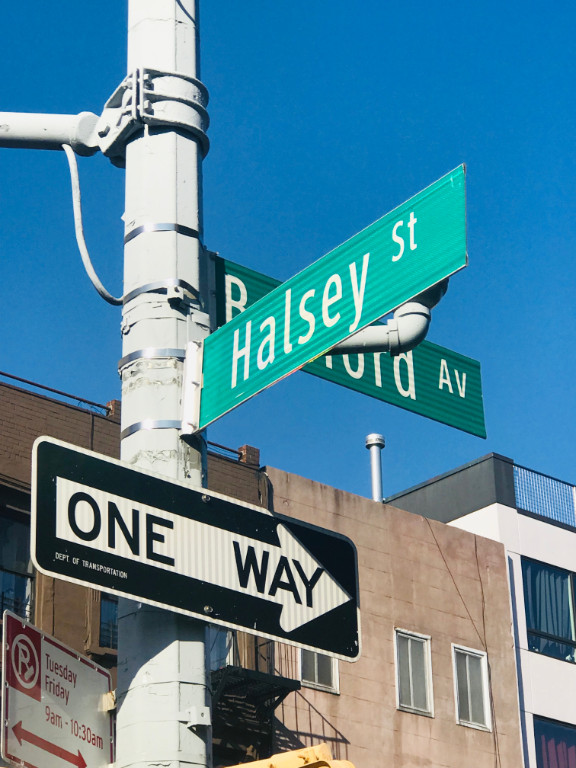 Halsey St
Av
ONE WAY
DEPT. OF TRANSPORTATION
P
Tuesday
Friday
9am - 10:30am